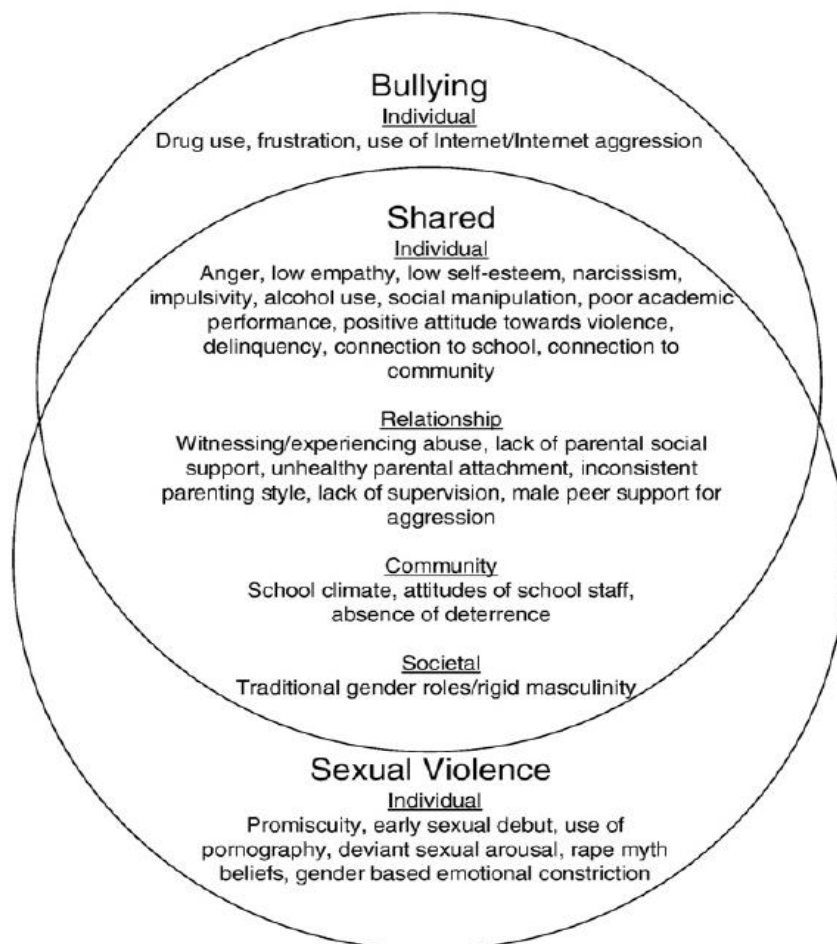 Bullying
Individual
Drug use, frustration, use of Internet/Internet aggression
Shared
Individual
Anger, low empathy, low self-esteem, narcissism,
impulsivity, alcohol use, social manipulation, poor academic
performance, positive attitude towards violence,
delinquency, connection to school, connection to
community
Relationship
Witnessing/experiencing abuse, lack of parental social
support, unhealthy parental attachment, inconsistent
parenting style, lack of supervision, male peer support for
aggression
Community
School climate, attitudes of school staff,
absence of deterrence
Societal
Traditional gender roles/rigid masculinity
Sexual Violence
Individual
Promiscuity, early sexual debut, use of
pornography, deviant sexual arousal, rape myth
beliefs, gender based emotional constriction